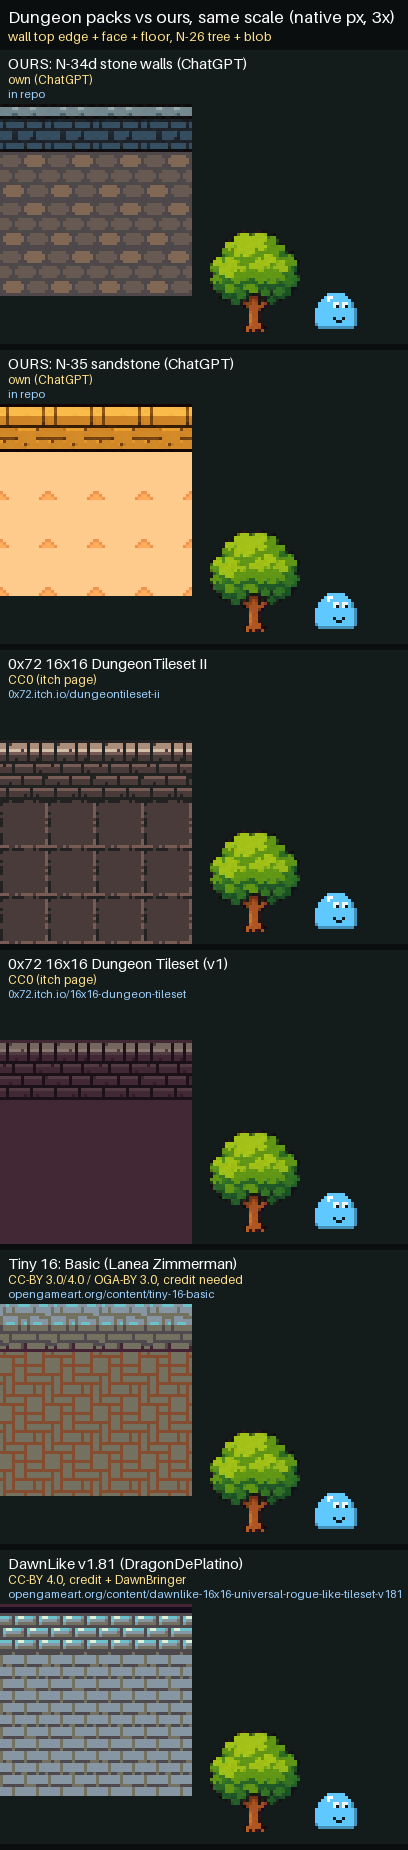 Dungeon packs vs ours, same scale (native px, 3x)
wall top edge + face + floor, N-26 tree + blob
OURS: N-34d stone walls (ChatGPT)
own (ChatGPT)
in repo
OURS: N-35 sandstone (ChatGPT)
own (ChatGPT)
in repo
0x72 16x16 DungeonTileset II
CC0 (itch page)
0x72.itch.io/dungeontileset-ii
0x72 16x16 Dungeon Tileset (v1)
CC0 (itch page)
0x72.itch.io/16x16-dungeon-tileset
Tiny 16: Basic (Lanea Zimmerman)
CC-BY 3.0/4.0 / OGA-BY 3.0, credit needed
opengameart.org/content/tiny-16-basic
DawnLike v1.81 (DragonDePlatino)
CC-BY 4.0, credit + DawnBringer
opengameart.org/content/dawnlike-16x16-universal-rogue-like-tileset-v181